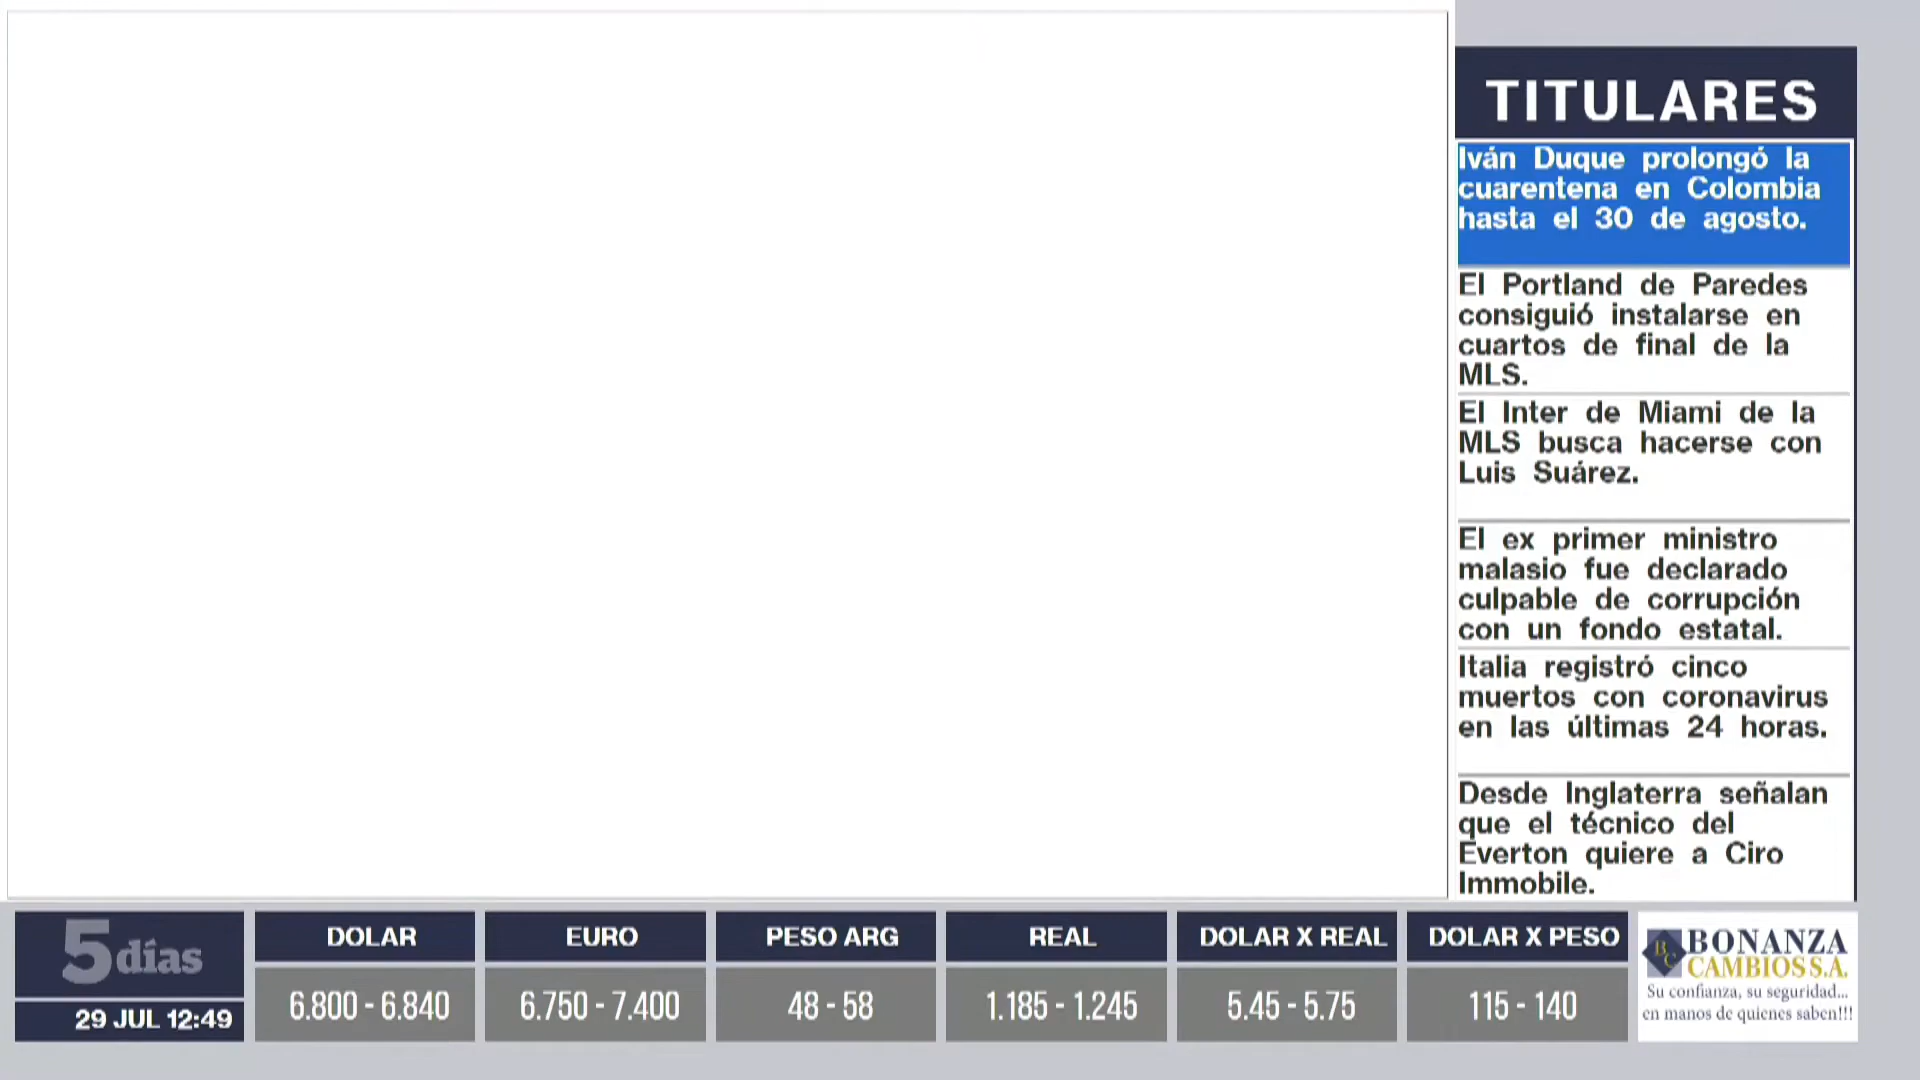 TITULARES
Iván Duque prolongó la
cuarentena en Colombia
hasta el 30 de agosto.
El Portland de Paredes
consiguió instalarse en
cuartos de final de la
MLS.
El Inter de Miami de la
MLS busca hacerse con
Luis Suárez.
El ex primer ministro
malasio fue declarado
culpable de corrupción
con un fondo estatal.
Italia registró cinco
muertos con coronavirus
en las últimas 24 horas.
Desde Inglaterra señalan
que el técnico del
Everton quiere a Ciro
Immobile.
5días
29 JUL 12:49
DOLAR
6.800 - 6.840
EURO
6.750 - 7.400
PESO ARG
48 - 58
REAL
1.185 - 1.245
DOLAR X REAL
5.45 - 5.75
DOLAR X PESO
115 - 140
BC
BONANZA
CAMBIOS S.A.
Su confianza, su seguridad...
en manos de quienes saben!!!